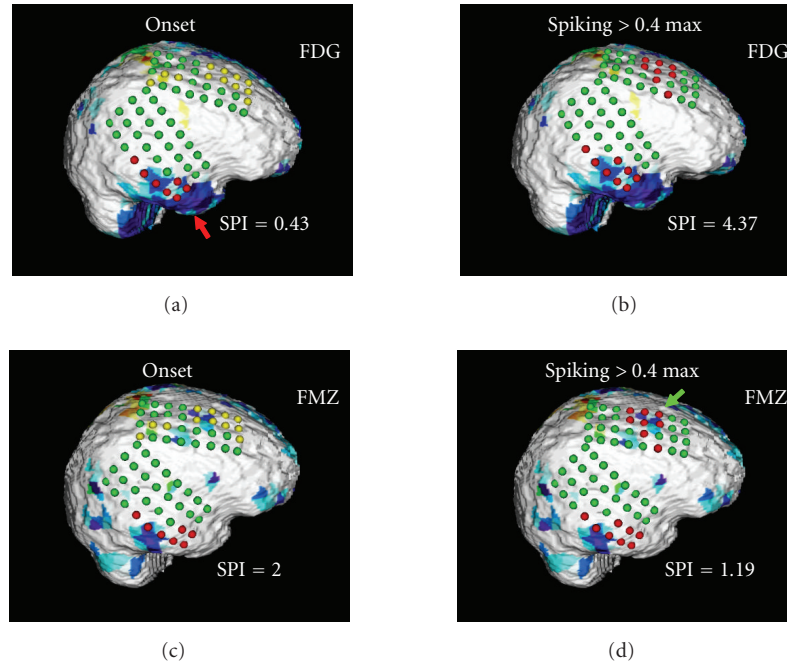 Onset
FDG
SPI = 0.43
(a)
Spiking > 0.4 max
FDG
SPI = 4.37
(b)
Onset
FMZ
SPI = 2
(c)
Spiking > 0.4 max
FMZ
SPI = 1.19
(d)